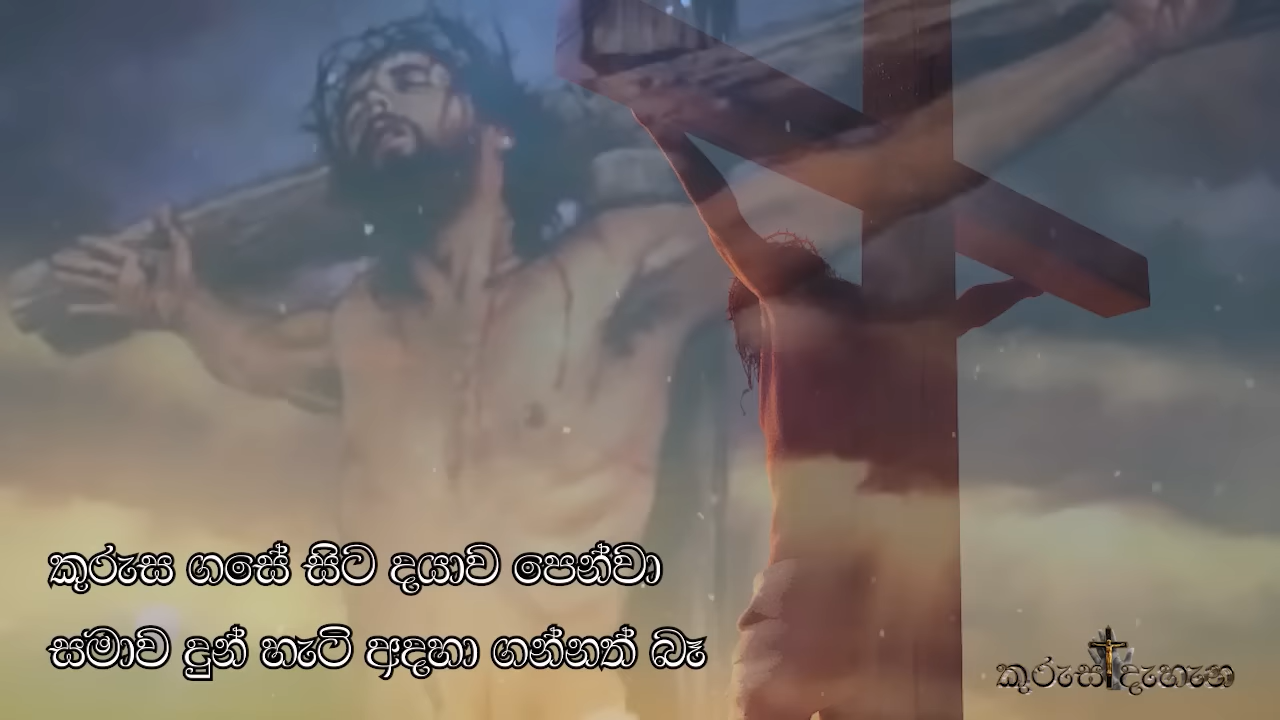 කුරුස ගසේ සිට දයාව පෙන්වා
සමාව දුන් හැටි අදහා ගන්නත් බෑ
කුරුස දැහැන